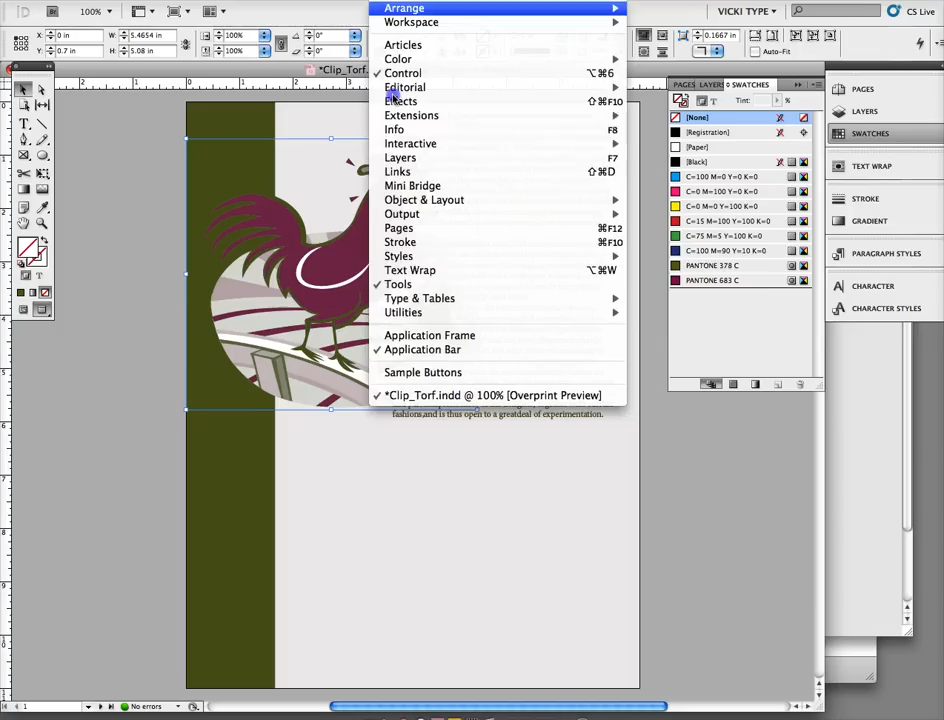 Arrange
VICKI TYPE
CS Live
100%
Workspace
X: 0 in
W: 5.4654 in
100%
0°
0.1667 in
Y: 0.7 in
H: 5.08 in
100%
0°
Auto-Fit
Articles
Color
*Clip_Torf.
Control ⌥⌘6
Editorial
Effects ⇧⌘F10
Extensions
Info F8
Interactive
Layers F7
Links ⇧⌘D
Mini Bridge
Object & Layout
Output
Pages ⌘F12
Stroke ⌘F10
Styles
Text Wrap ⌥⌘W
Tools
Type & Tables
Utilities
Application Frame
Application Bar
Sample Buttons
*Clip_Torf.indd @ 100% [Overprint Preview]
fashions,and is thus open to a greatdeal of experimentation.
PAGES LAYERS SWATCHES
Tint: %
[None]
[Registration]
[Paper]
[Black]
C=100 M=0 Y=0 K=0
C=0 M=100 Y=0 K=0
C=0 M=0 Y=100 K=0
C=15 M=100 Y=100 K=0
C=75 M=5 Y=100 K=0
C=100 M=90 Y=10 K=0
PANTONE 378 C
PANTONE 683 C
PAGES
LAYERS
SWATCHES
TEXT WRAP
STROKE
GRADIENT
PARAGRAPH STYLES
CHARACTER
CHARACTER STYLES
1
No errors